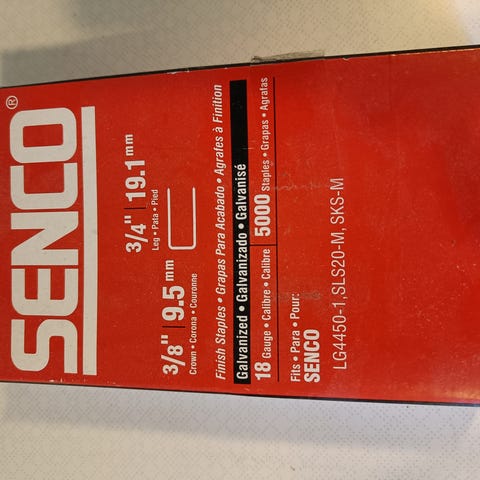 SENCO®
3/8" | 9.5 mm
Crown • Corona • Couronne
3/4" | 19.1 mm
Leg • Pata • Pied
Finish Staples • Grapas Para Acabado • Agrafes à Finition
Galvanized • Galvanizado • Galvanisé
18 Gauge • Calibre • Calibre | 5000 Staples • Grapas • Agrafas
Fits • Para • Pour:
SENCO
LG4450-1, SLS20-M, SKS-M